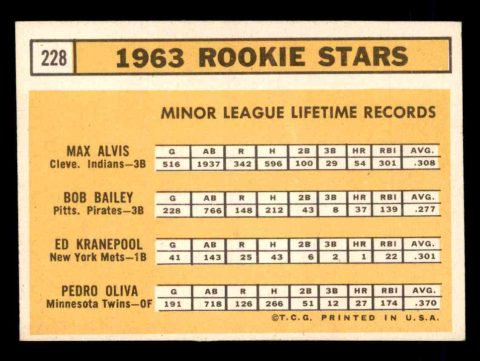 228 1963 ROOKIE STARS
MINOR LEAGUE LIFETIME RECORDS
MAX ALVIS G AB R H 2B 3B HR RBI AVG.
Cleve. Indians—3B 516 1937 342 596 100 29 54 301 .308
BOB BAILEY G AB R H 2B 3B HR RBI AVG.
Pitts. Pirates—3B 228 766 148 212 43 8 37 139 .277
ED KRANEPOOL G AB R H 2B 3B HR RBI AVG.
New York Mets—1B 41 143 25 43 6 2 1 22 .301
PEDRO OLIVA G AB R H 2B 3B HR RBI AVG.
Minnesota Twins—OF 191 718 126 266 51 12 27 174 .370
©T.C.G. PRINTED IN U.S.A.